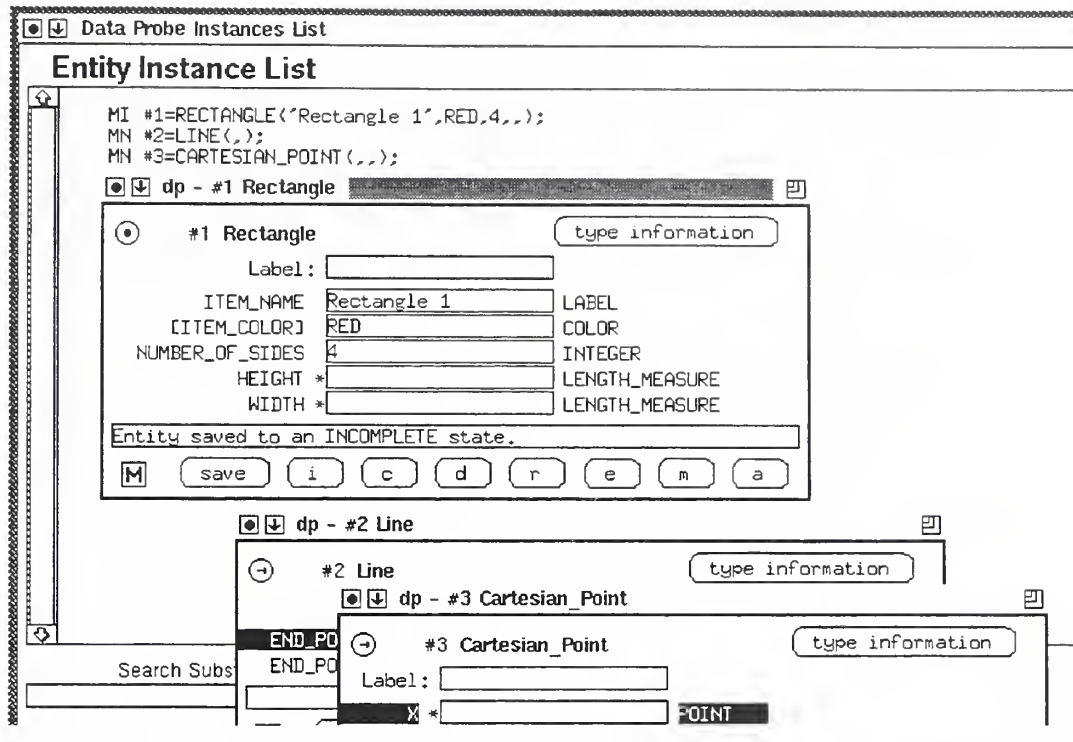 Data Probe Instances List
Entity Instance List
MI #1=RECTANGLE('Rectangle 1',RED,4,,);
MN #2=LINE(,);
MN #3=CARTESIAN_POINT(,,);
dp - #1 Rectangle
#1 Rectangle
type information
Label:
ITEM_NAME Rectangle 1 LABEL
[ITEM_COLOR] RED COLOR
NUMBER_OF_SIDES 4 INTEGER
HEIGHT * LENGTH_MEASURE
WIDTH * LENGTH_MEASURE
Entity saved to an INCOMPLETE state.
M save i c d r e m a
dp - #2 Line
#2 Line
type information
dp - #3 Cartesian_Point
END_PO
#3 Cartesian_Point
type information
Search Subs
END_PO
Label:
X * POINT